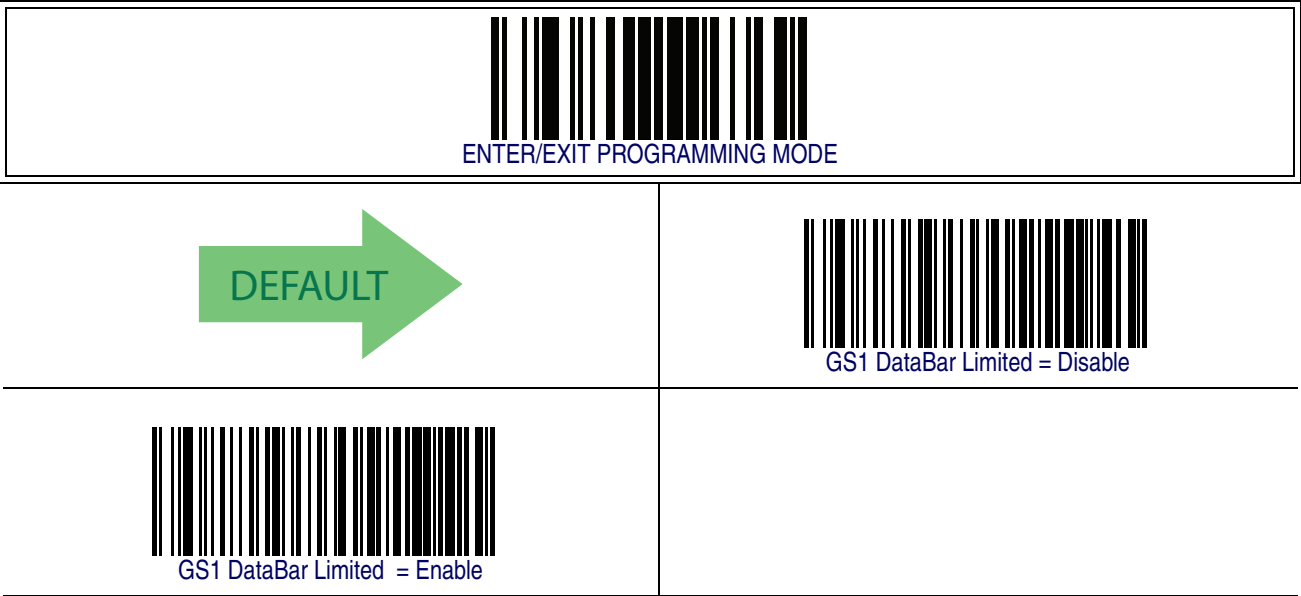 ENTER/EXIT PROGRAMMING MODE
DEFAULT
GS1 DataBar Limited = Disable
GS1 DataBar Limited = Enable